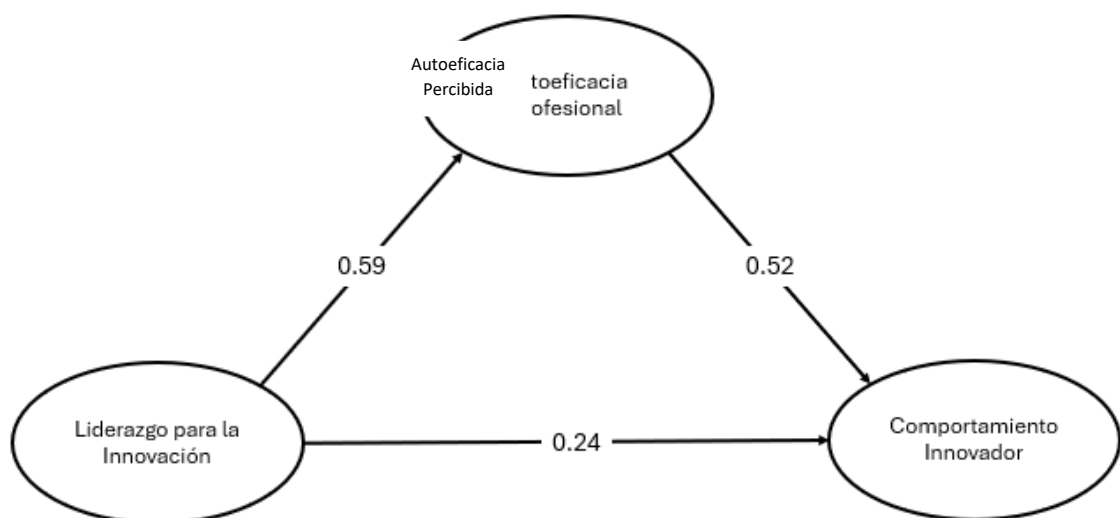 Autoeficacia
Percibida
toeficacia
ofesional
0.59
0.52
Liderazgo para la
Innovación
0.24
Comportamiento
Innovador